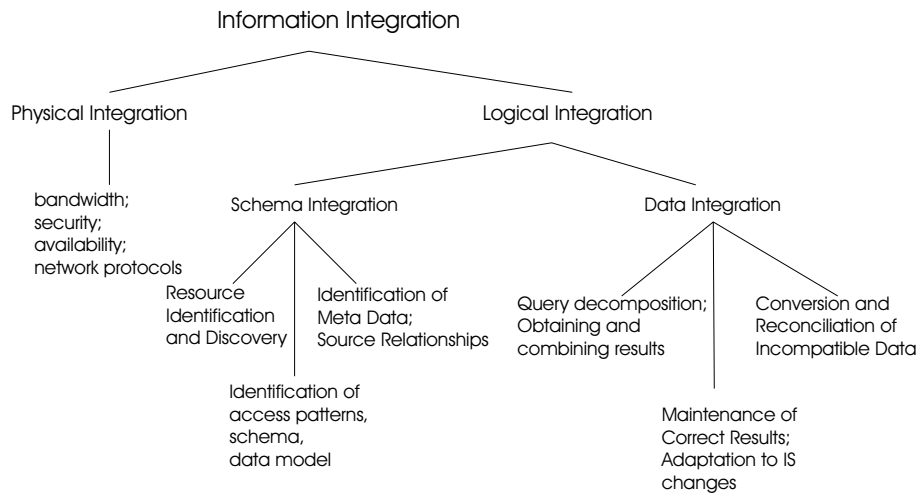 Information Integration
Physical Integration
Logical Integration
bandwidth;
security;
availability;
network protocols
Schema Integration
Data Integration
Resource
Identification
and Discovery
Identification of
Meta Data;
Source Relationships
Identification of
access patterns,
schema,
data model
Query decomposition;
Obtaining and
combining results
Conversion and
Reconciliation of
Incompatible Data
Maintenance of
Correct Results;
Adaptation to IS
changes